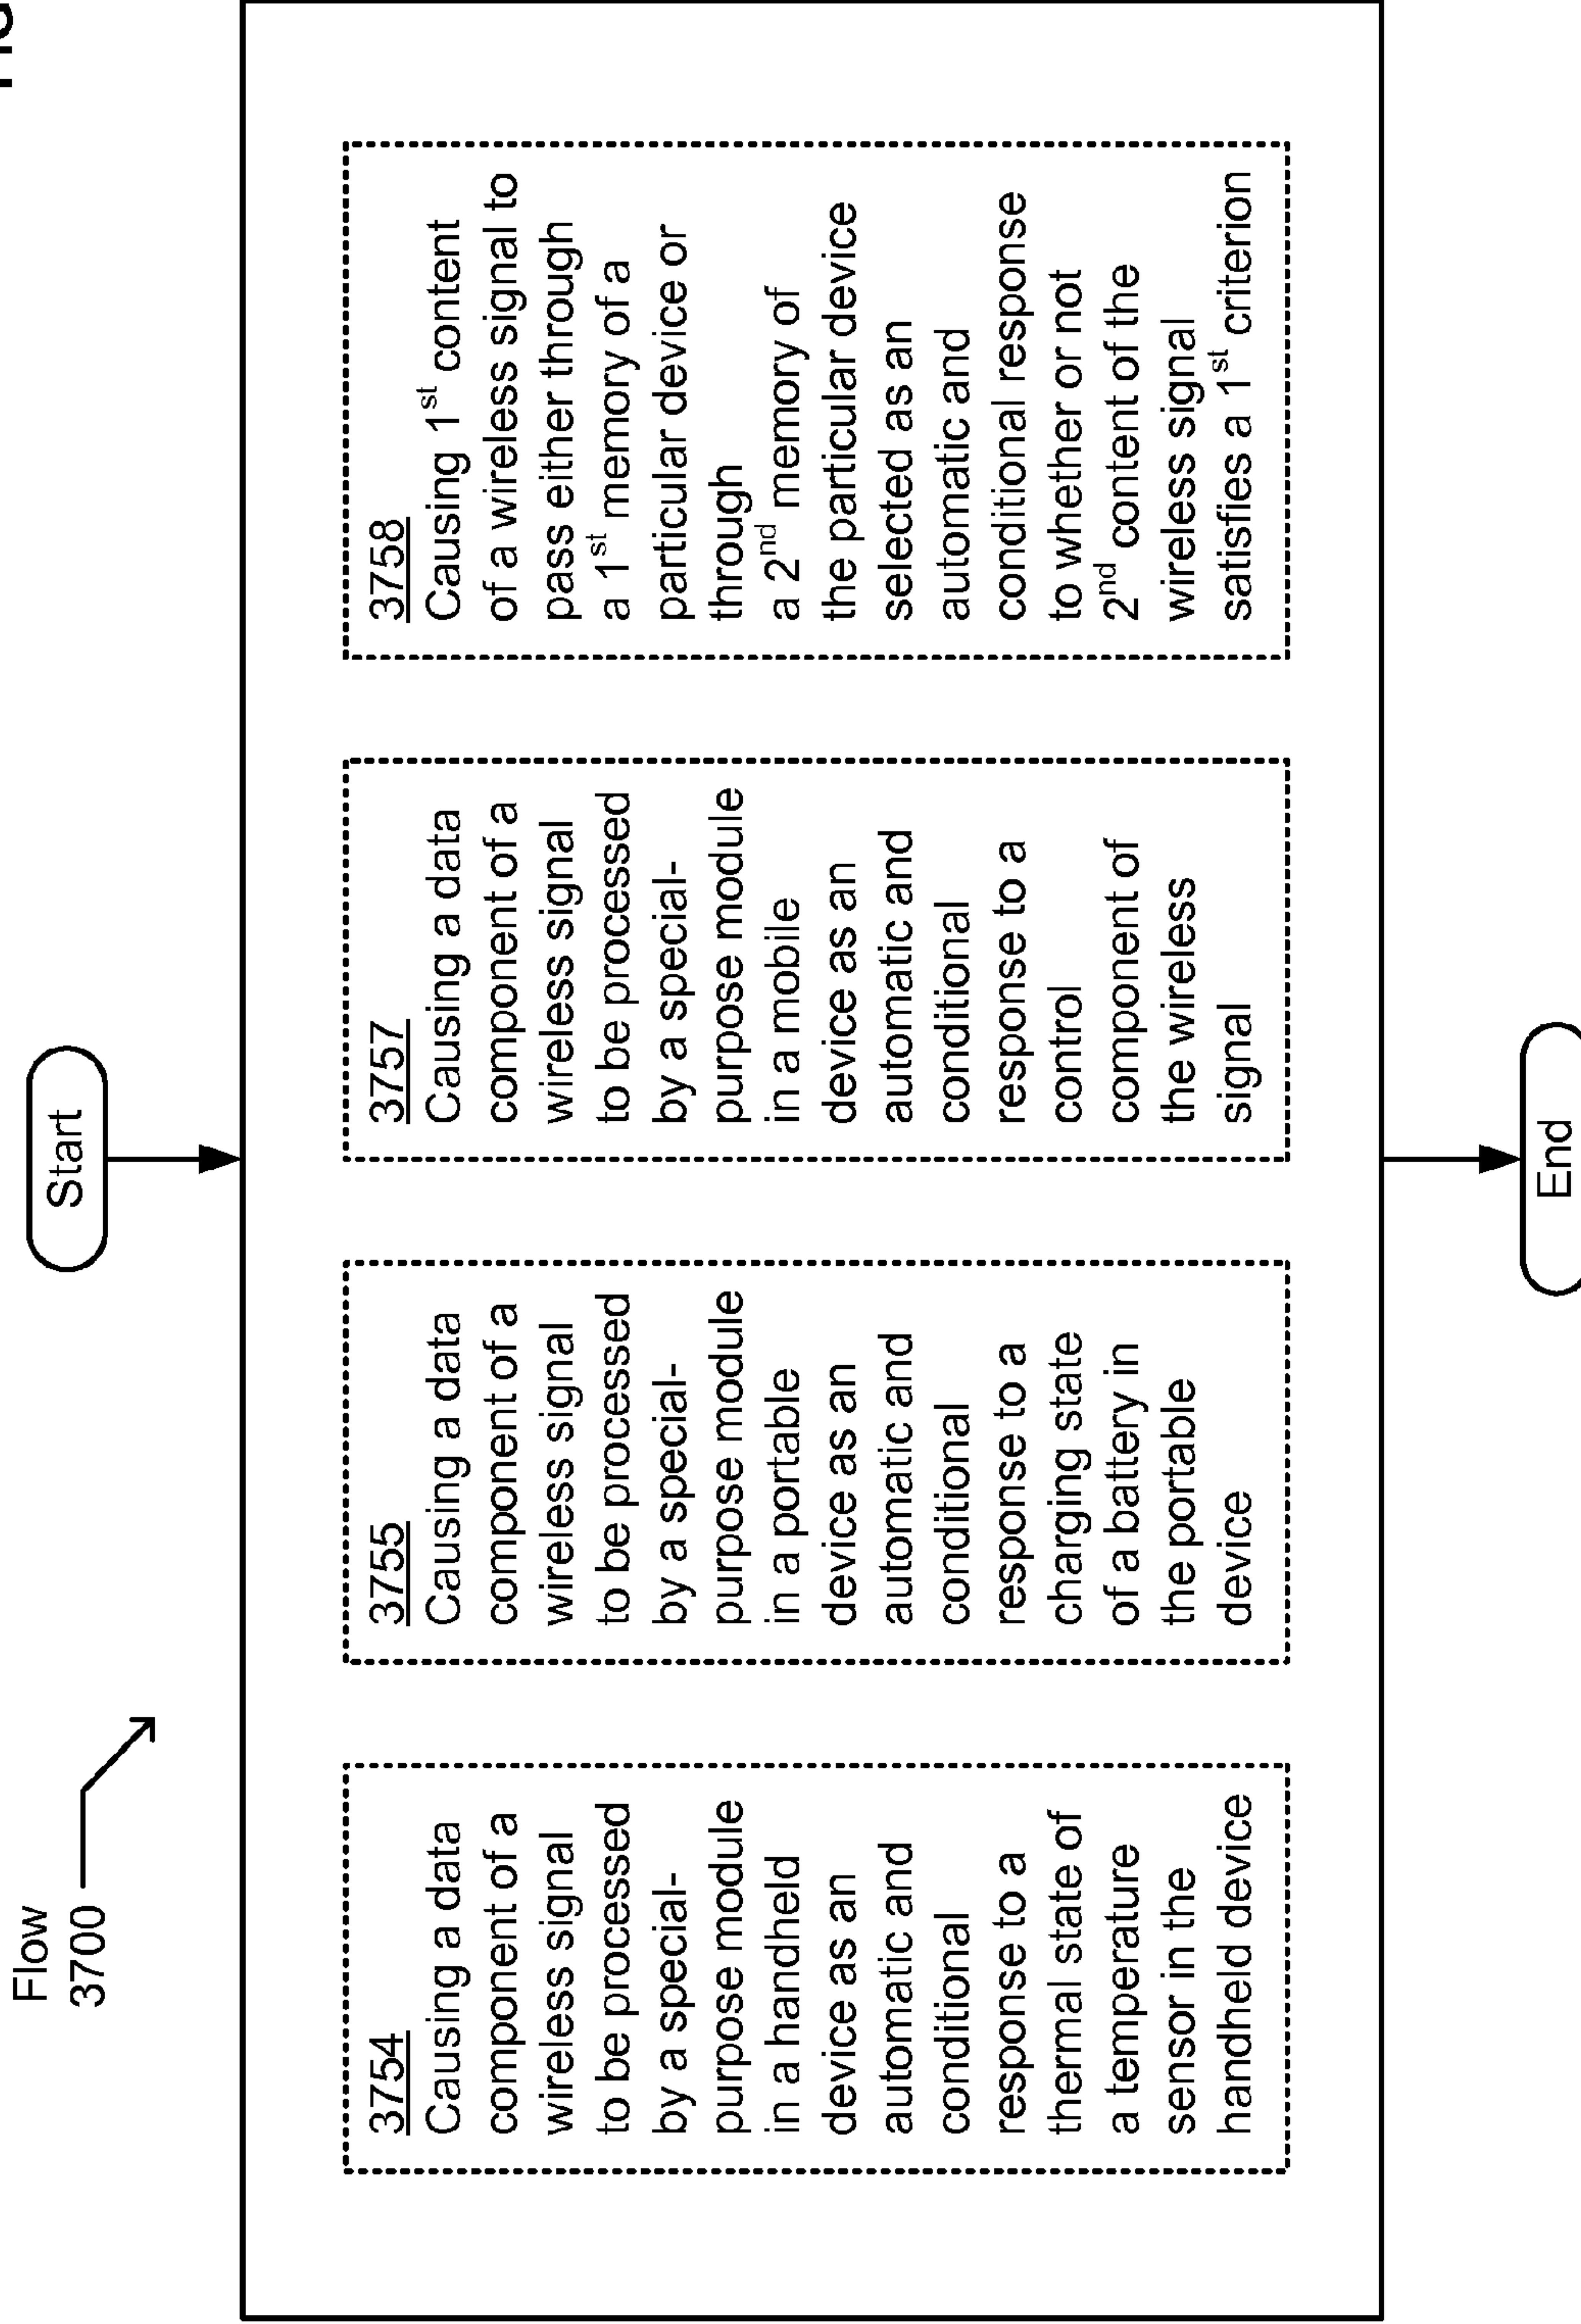 Flow
3700
Start
3754
Causing a data
component of a
wireless signal
to be processed
by a special-
purpose module
in a handheld
device as an
automatic and
conditional
response to a
thermal state of
a temperature
sensor in the
handheld device
3755
Causing a data
component of a
wireless signal
to be processed
by a special-
purpose module
in a portable
device as an
automatic and
conditional
response to a
charging state
of a battery in
the portable
device
3757
Causing a data
component of a
wireless signal
to be processed
by a special-
purpose module
in a mobile
device as an
automatic and
conditional
response to a
control
component of
the wireless
signal
3758
Causing 1st content
of a wireless signal to
pass either through
a 1st memory of a
particular device or
through
a 2nd memory of
the particular device
selected as an
automatic and
conditional response
to whether or not
2nd content of the
wireless signal
satisfies a 1st criterion
End